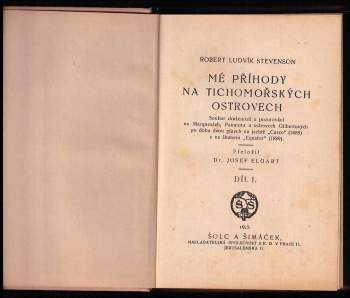 ROBERT LUDVÍK STEVENSON
MÉ PŘÍHODY
NA TICHOMOŘSKÝCH
OSTROVECH
Souhrn zkušeností a pozorování
na Marquesách, Paumotu a ostrovech Gilbertových
po dobu dvou plaveb na jachtě „Casco“ (1888)
a na škuneru „Equator“ (1889).
Přeložil
Dr. JOSEF ELGART
DÍL I.
1915
ŠOLC A ŠIMÁČEK,
NAKLADATELSKÁ SPOLEČNOST S R. O. V PRAZE II.,
JERUSALEMSKÁ 11.